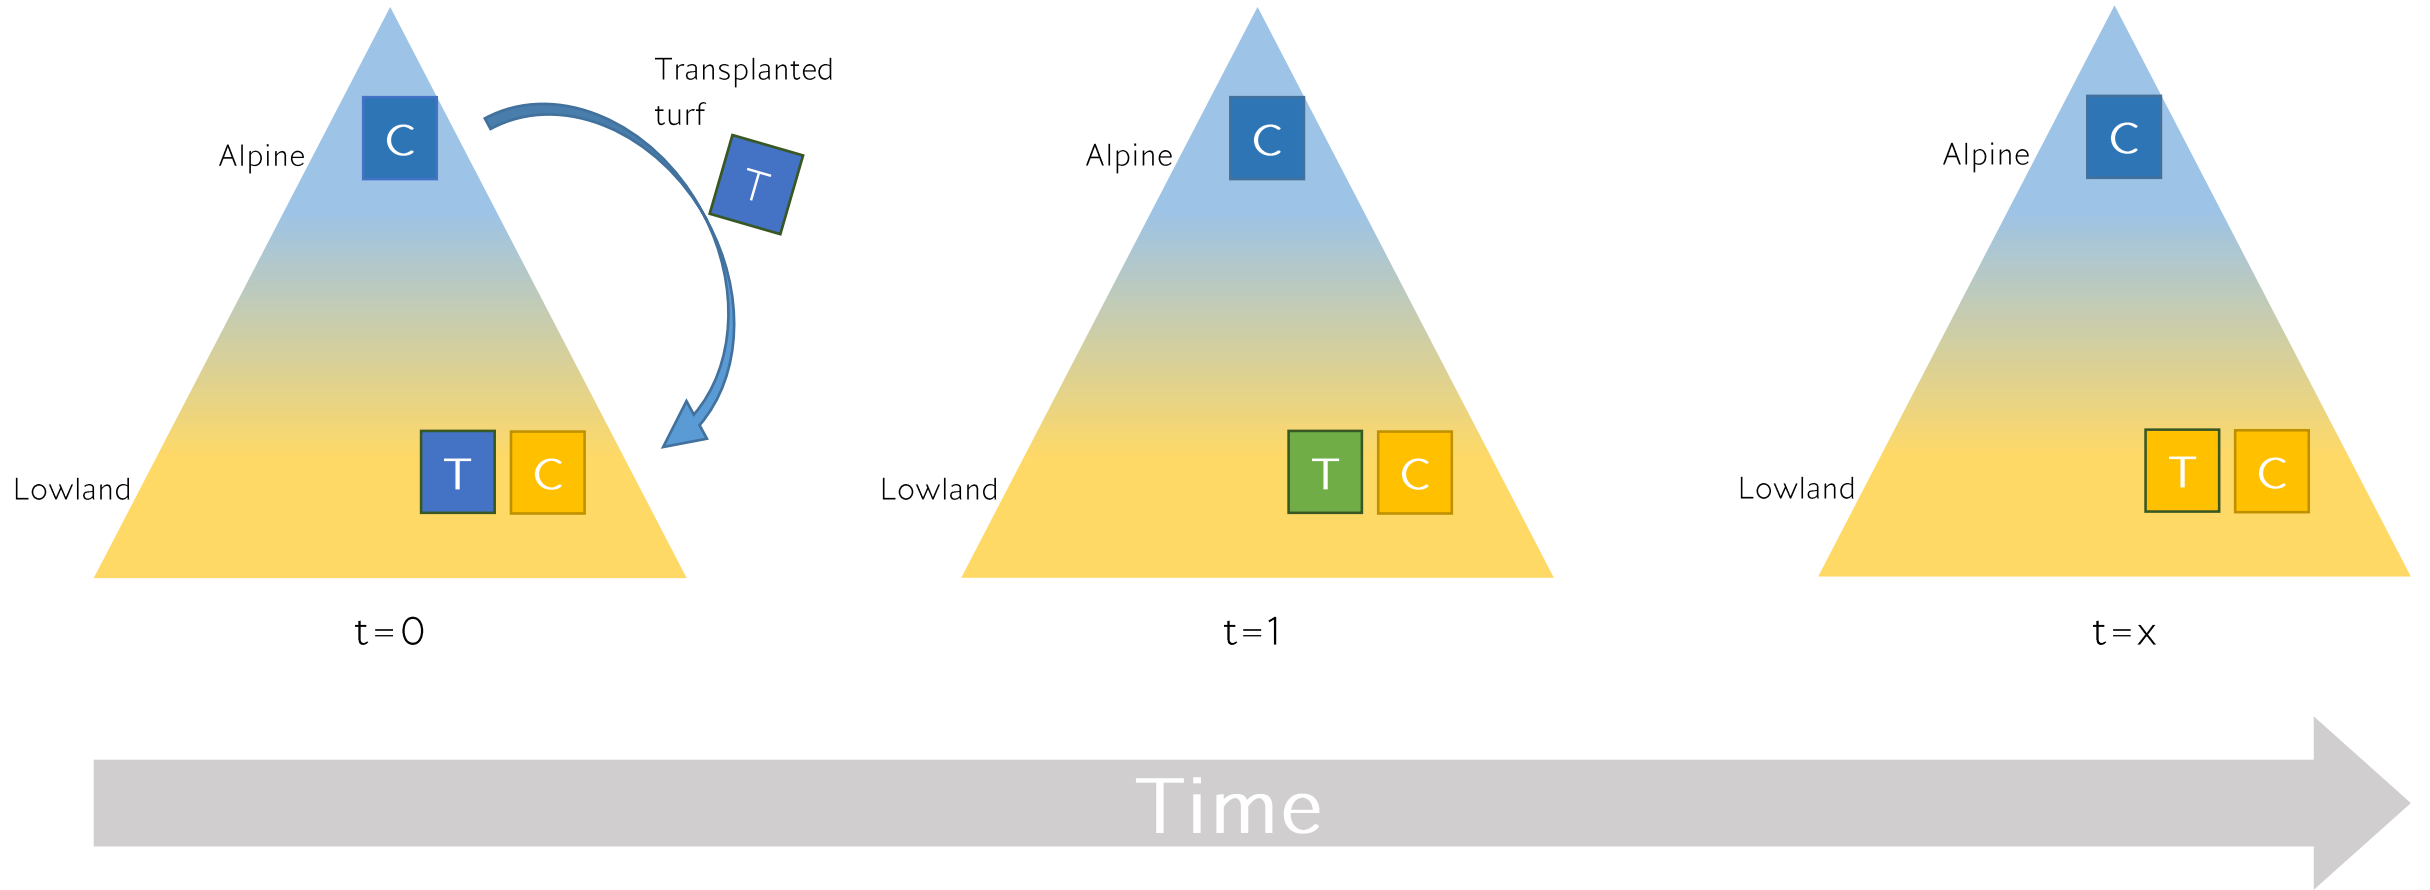 Transplanted
turf
C
T
Alpine
T C
Lowland
t=0
C
Alpine
T C
Lowland
t=1
C
Alpine
T C
Lowland
t=x
Time